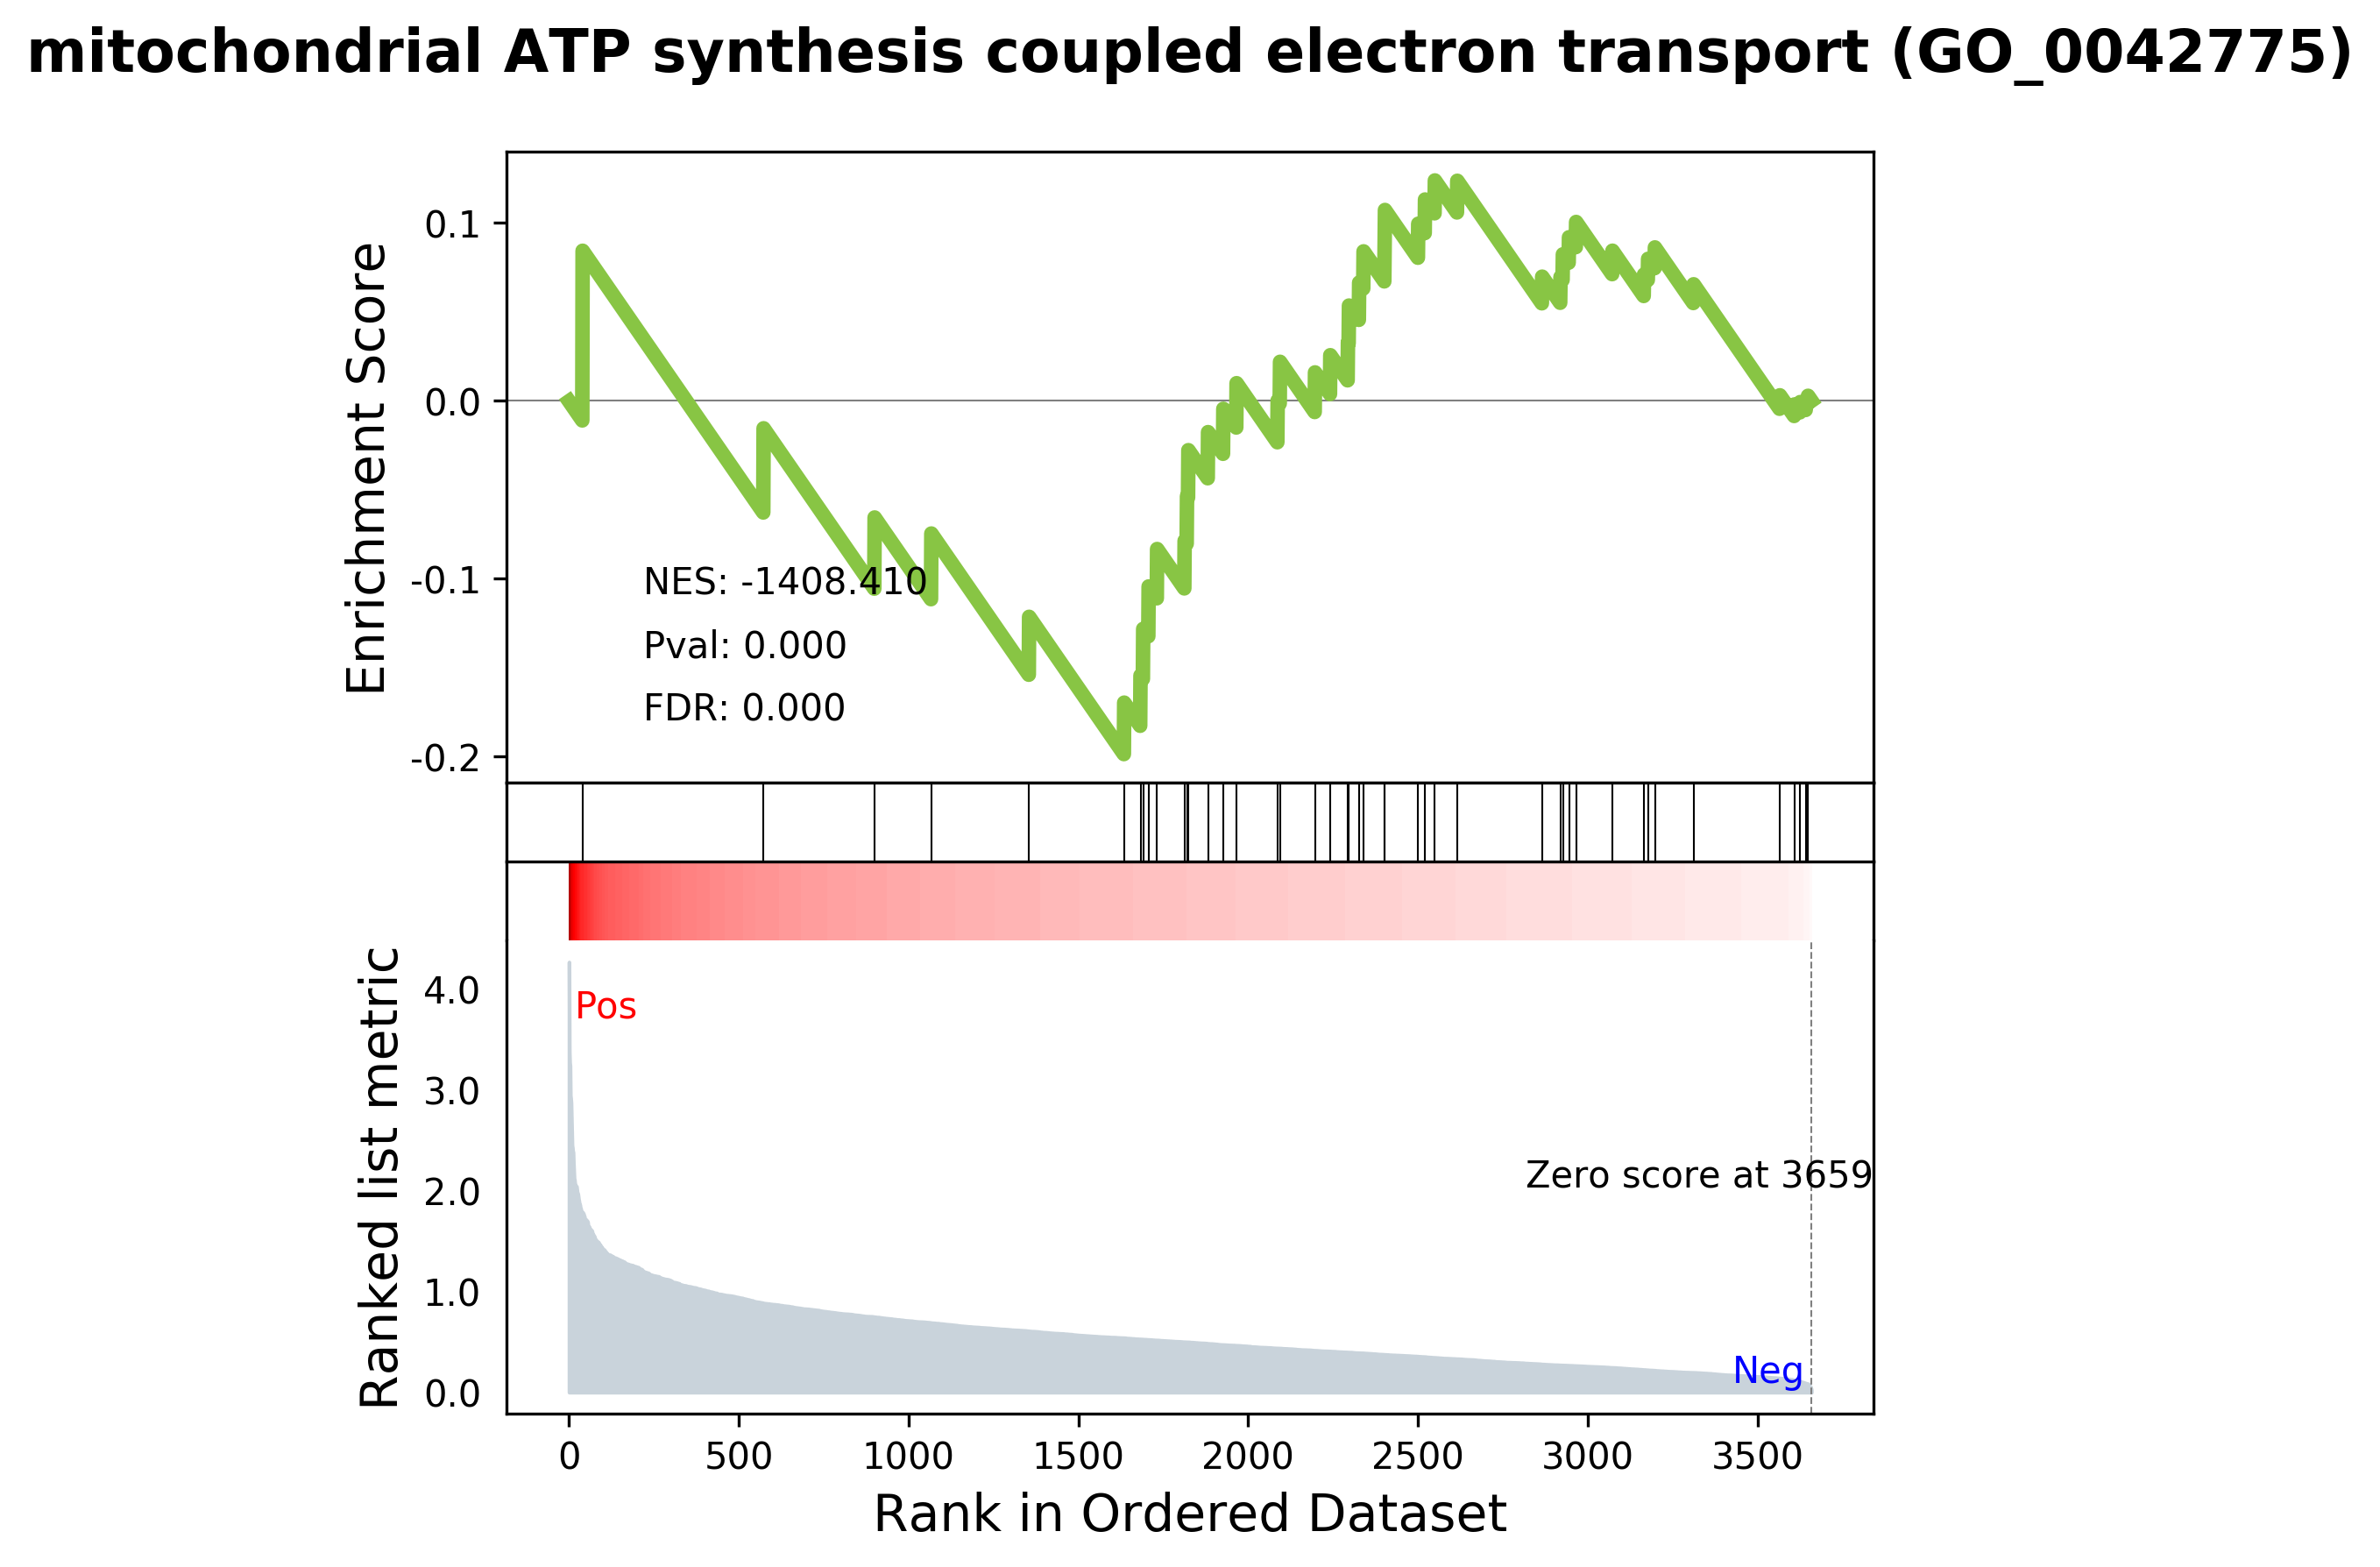 mitochondrial ATP synthesis coupled electron transport (GO_0042775)
Enrichment Score
0.1
0.0
-0.1
-0.2
NES: -1408.410
Pval: 0.000
FDR: 0.000
Ranked list metric
4.0
3.0
2.0
1.0
0.0
Pos
Zero score at 3659
Neg
0 500 1000 1500 2000 2500 3000 3500
Rank in Ordered Dataset